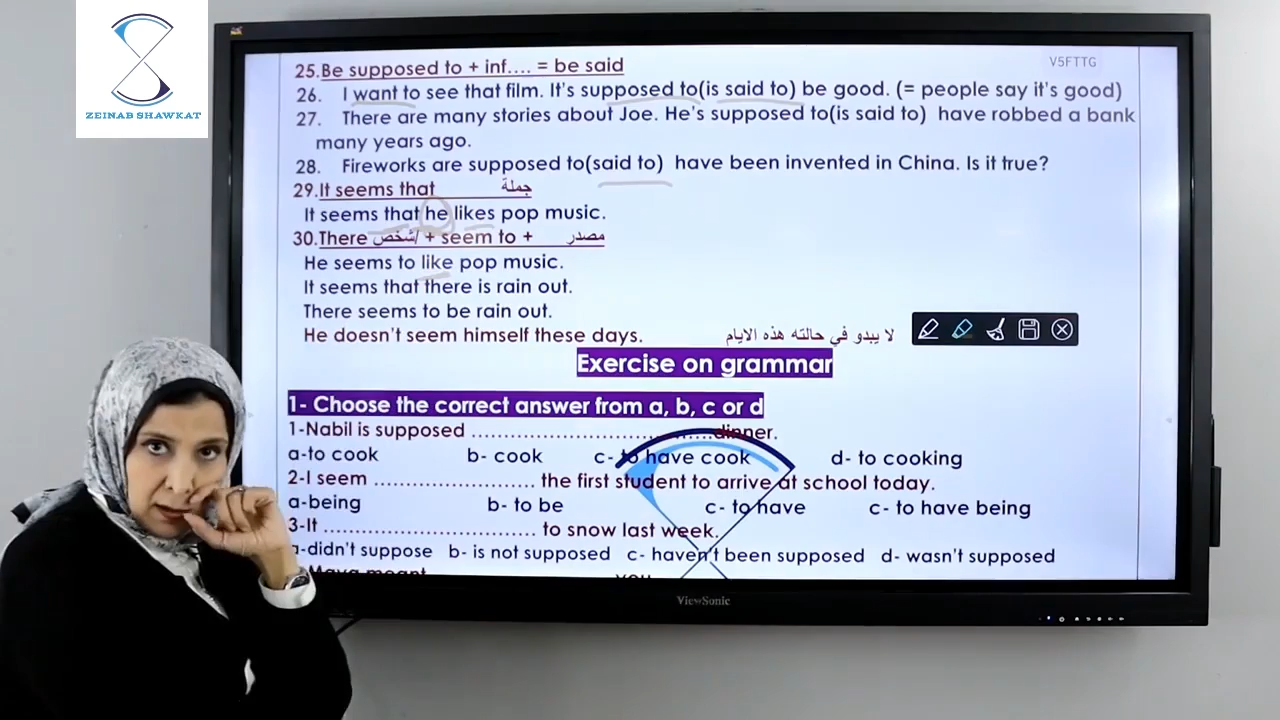 ZEINAB SHAWKAT
V5FTTG
25.Be supposed to + inf.... = be said
26. I want to see that film. It's supposed to(is said to) be good. (= people say it's good)
27. There are many stories about Joe. He's supposed to(is said to) have robbed a bank
many years ago.
28. Fireworks are supposed to(said to) have been invented in China. Is it true?
29.It seems that جملة
It seems that he likes pop music.
30.There /شخص + seem to + مصدر
He seems to like pop music.
It seems that there is rain out.
There seems to be rain out.
He doesn't seem himself these days. لا يبدو في حالته هذه الايام
Exercise on grammar
1- Choose the correct answer from a, b, c or d
1-Nabil is supposed ....................................dinner.
a-to cook b- cook c- to have cook d- to cooking
2-I seem ........................ the first student to arrive at school today.
a-being b- to be c- to have c- to have being
3-It ................................ to snow last week.
a-didn't suppose b- is not supposed c- haven't been supposed d- wasn't supposed
Maya meant you
ViewSonic